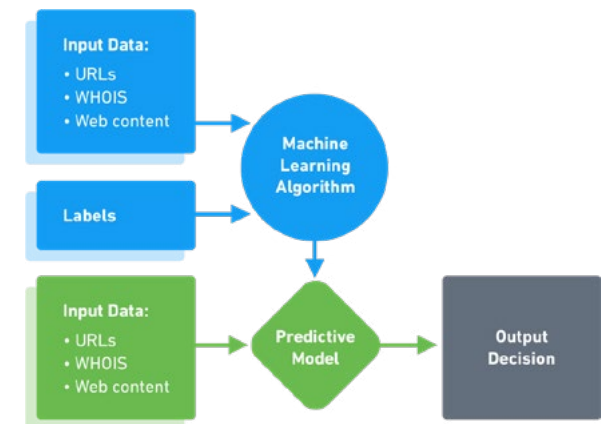 Input Data:
• URLs
• WHOIS
• Web content
Machine
Learning
Algorithm
Labels
Input Data:
• URLs
• WHOIS
• Web content
Predictive
Model
Output
Decision